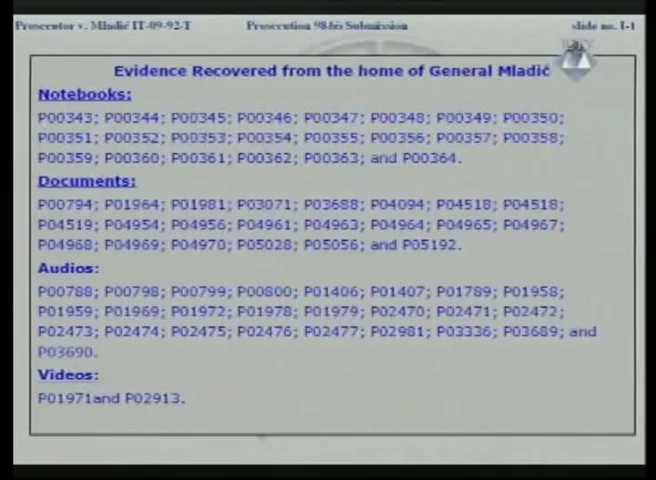 Prosecutor v. Mladić IT-09-92-T Prosecution 98bis Submission slide no. I-1
Evidence Recovered from the home of General Mladić
Notebooks:
P00343; P00344; P00345; P00346; P00347; P00348; P00349; P00350;
P00351; P00352; P00353; P00354; P00355; P00356; P00357; P00358;
P00359; P00360; P00361; P00362; P00363; and P00364.
Documents:
P00794; P01964; P01981; P03071; P03688; P04094; P04518; P04518;
P04519; P04954; P04956; P04961; P04963; P04964; P04965; P04967;
P04968; P04969; P04970; P05028; P05056; and P05192.
Audios:
P00788; P00798; P00799; P00800; P01406; P01407; P01789; P01958;
P01959; P01969; P01972; P01978; P01979; P02470; P02471; P02472;
P02473; P02474; P02475; P02476; P02477; P02981; P03336; P03689; and
P03690.
Videos:
P01971and P02913.